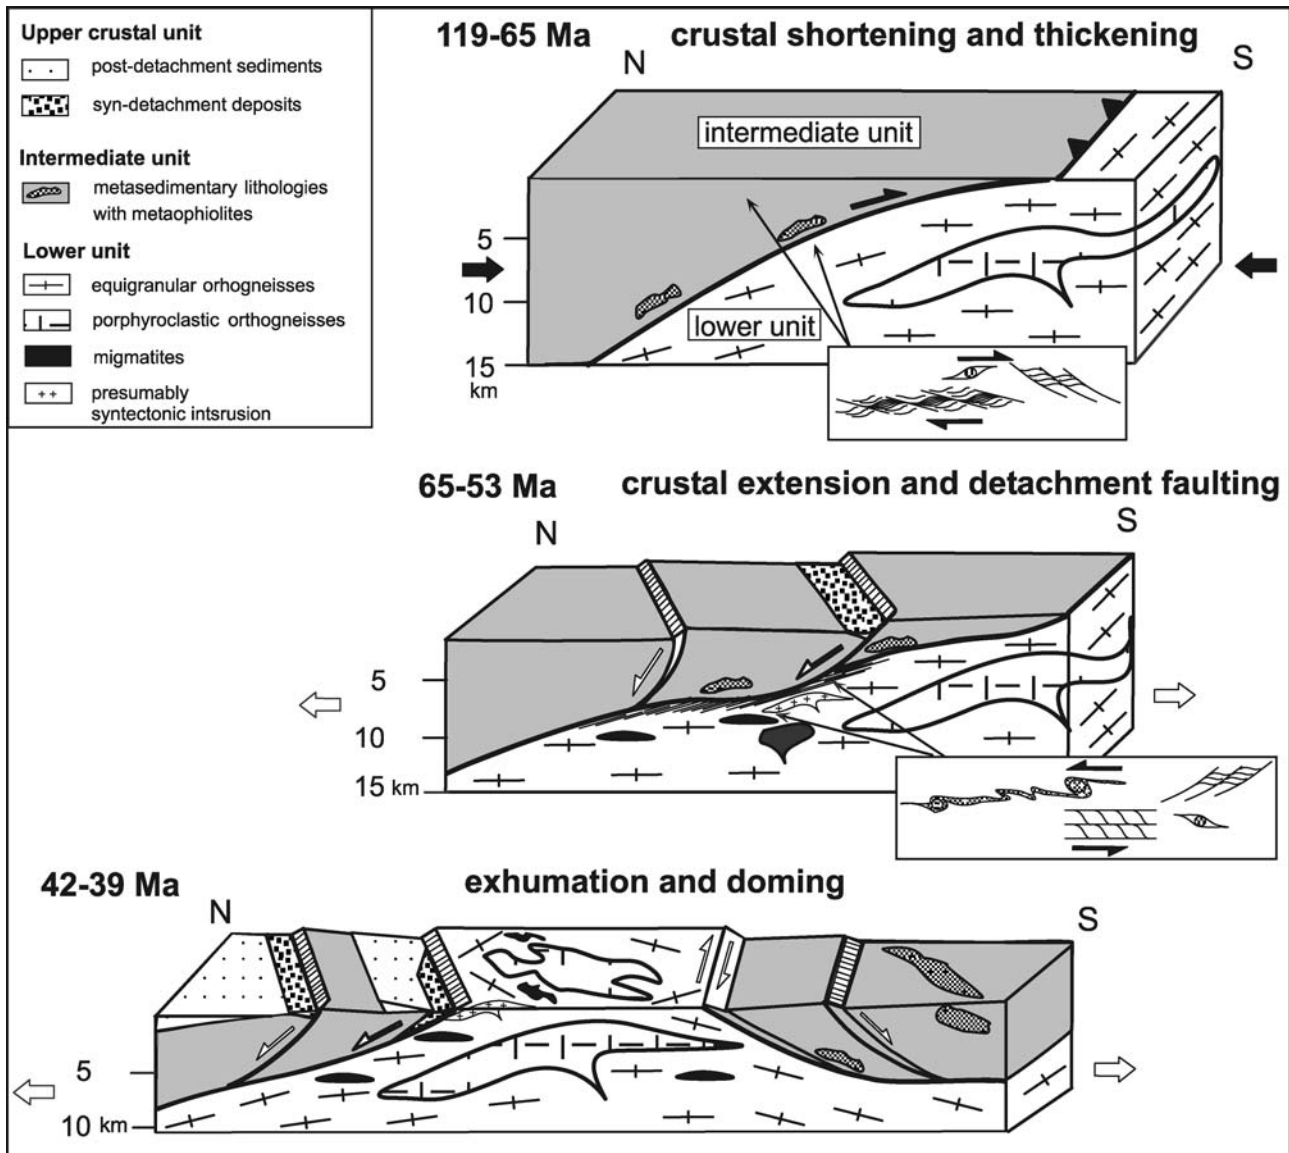 Upper crustal unit
post-detachment sediments
syn-detachment deposits
Intermediate unit
metasedimentary lithologies
with metaophiolites
Lower unit
equigranular orhogneisses
porphyroclastic orthogneisses
migmatites
presumably
syntectonic intsrusion
119-65 Ma crustal shortening and thickening
N S
intermediate unit
lower unit
5
10
15
km
65-53 Ma crustal extension and detachment faulting
N S
5
10
15 km
42-39 Ma exhumation and doming
N S
5
10 km